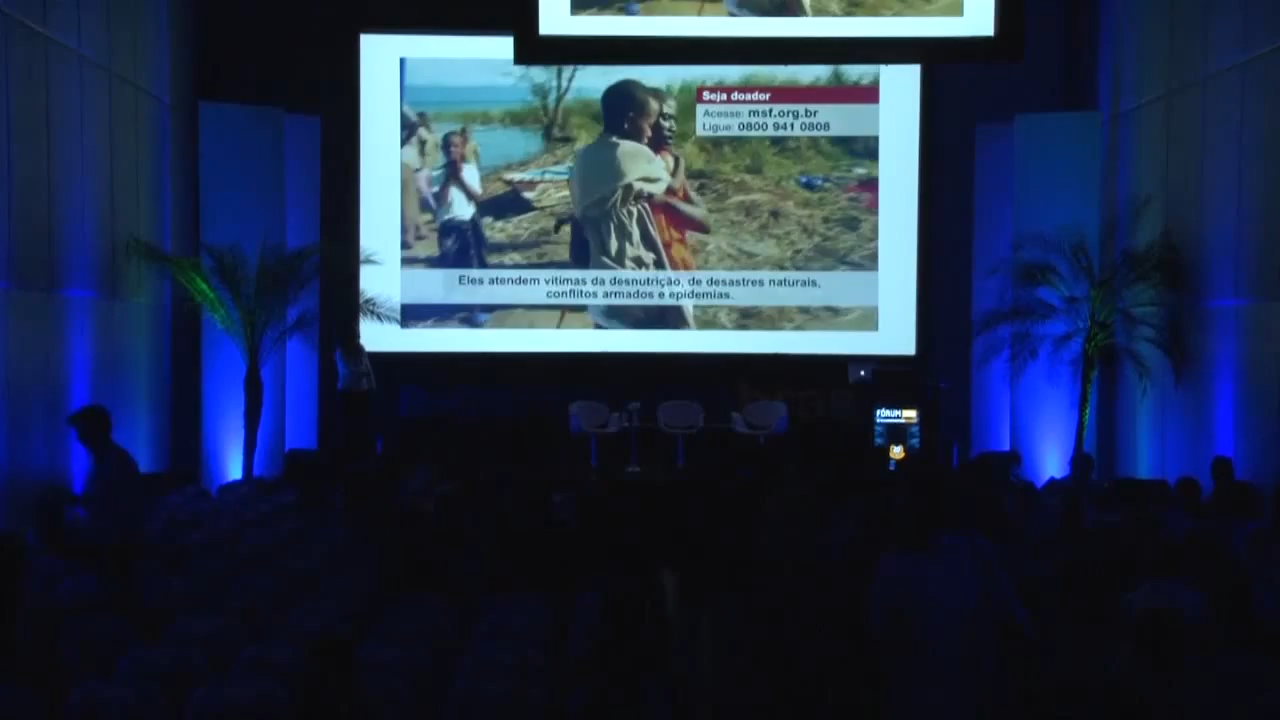 Seja doador
Acesse: msf.org.br
Ligue: 0800 941 0808
Eles atendem vítimas da desnutrição, de desastres naturais,
conflitos armados e epidemias.
FÓRUM